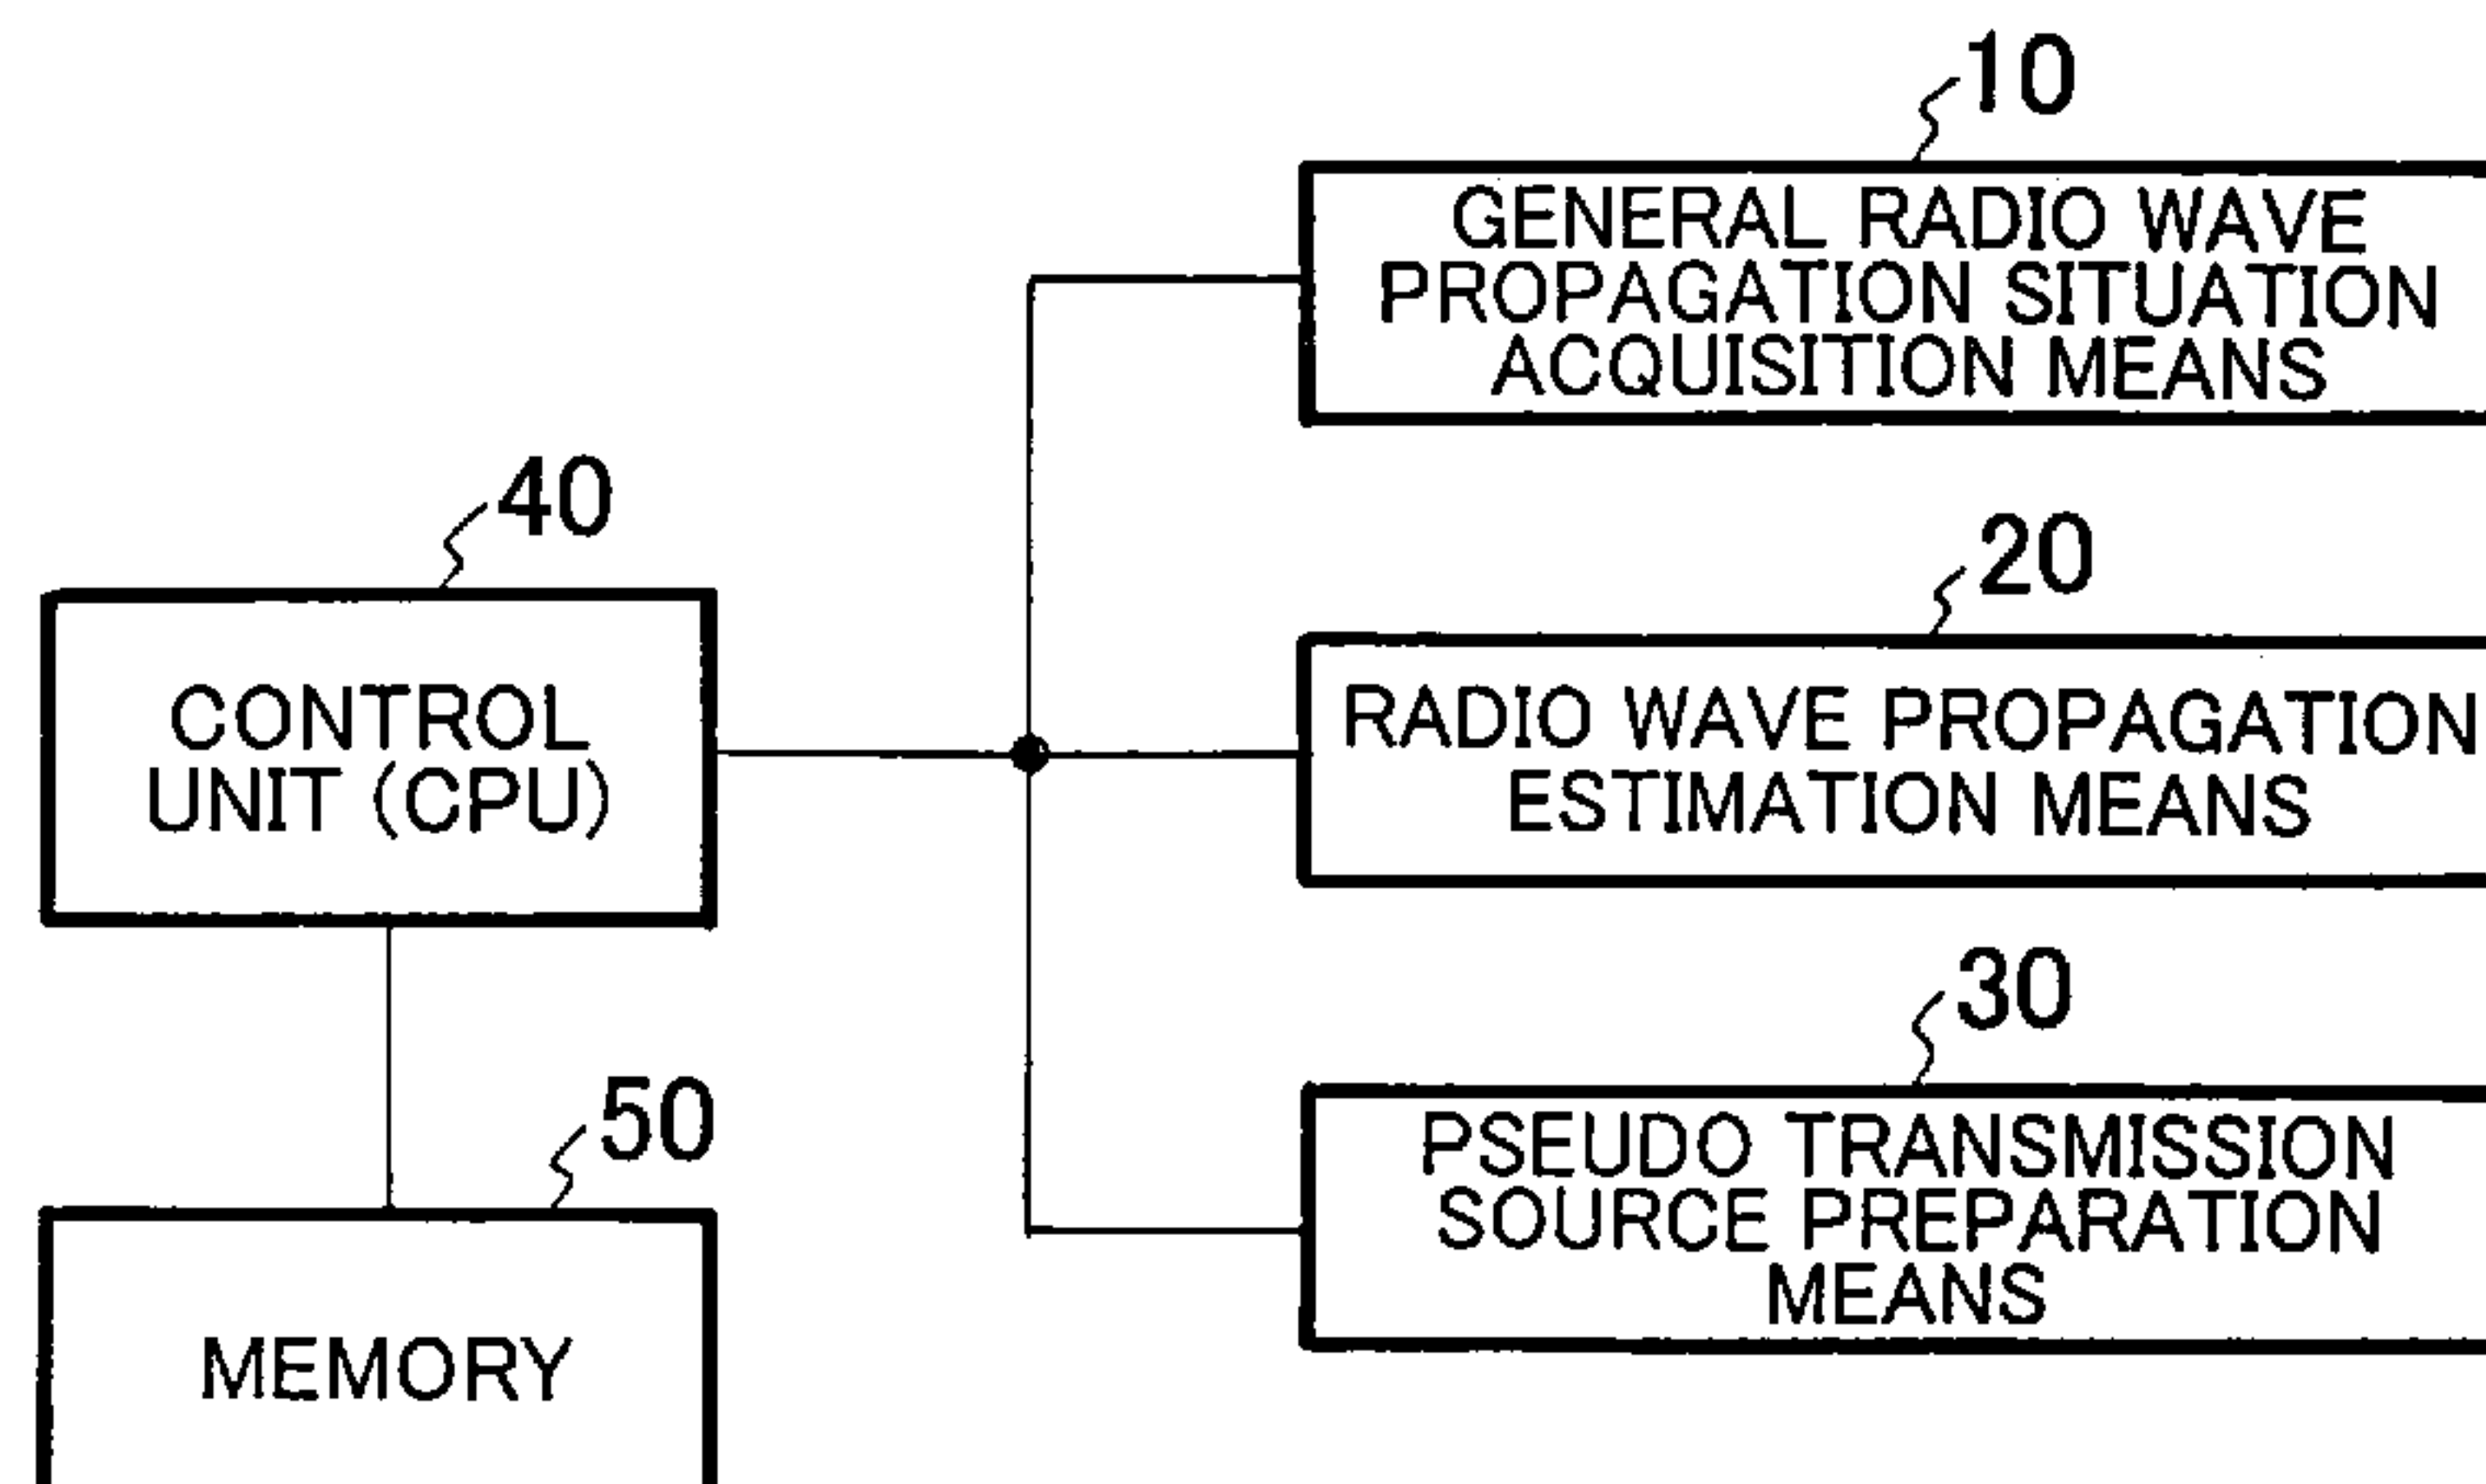 10
GENERAL RADIO WAVE
PROPAGATION SITUATION
ACQUISITION MEANS
40
CONTROL
UNIT (CPU)
20
RADIO WAVE PROPAGATION
ESTIMATION MEANS
30
PSEUDO TRANSMISSION
SOURCE PREPARATION
MEANS
50
MEMORY